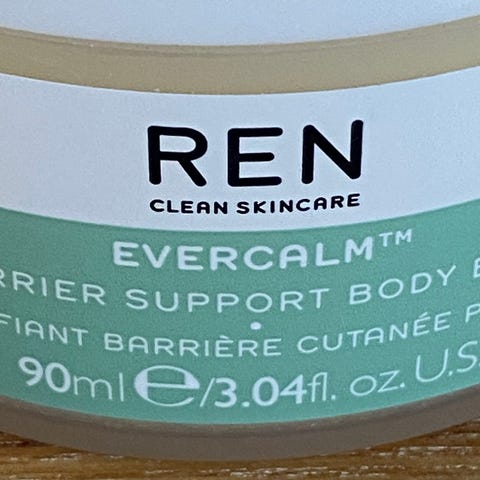 REN
CLEAN SKINCARE
EVERCALM™
RRIER SUPPORT BODY
FIANT BARRIÈRE CUTANÉE P
90ml ℮/3.04fl. oz. U.S.